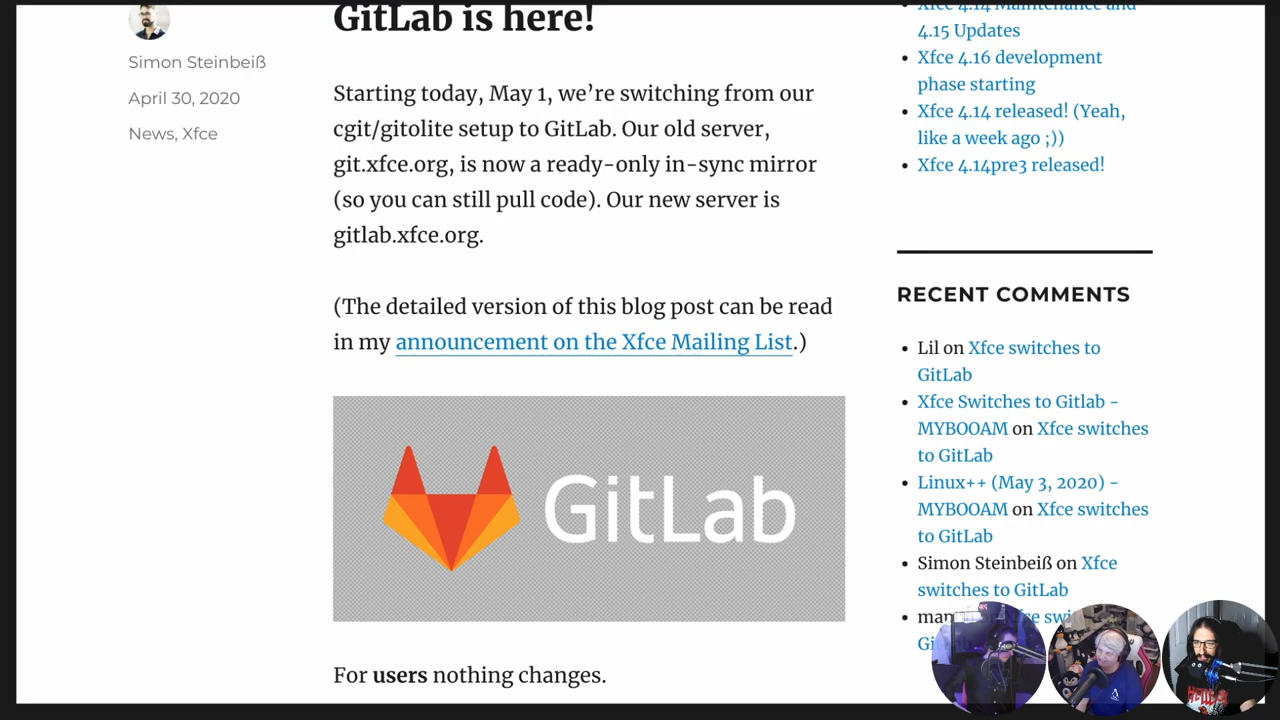 GitLab is here!
Simon Steinbeiß
April 30, 2020
News, Xfce
Starting today, May 1, we’re switching from our
cgit/gitolite setup to GitLab. Our old server,
git.xfce.org, is now a ready-only in-sync mirror
(so you can still pull code). Our new server is
gitlab.xfce.org.
(The detailed version of this blog post can be read
in my announcement on the Xfce Mailing List.)
GitLab
For users nothing changes.
Xfce 4.14 Maintenance and
4.15 Updates
Xfce 4.16 development
phase starting
Xfce 4.14 released! (Yeah,
like a week ago ;))
Xfce 4.14pre3 released!
RECENT COMMENTS
Lil on Xfce switches to
GitLab
Xfce Switches to Gitlab -
MYBOOAM on Xfce switches
to GitLab
Linux++ (May 3, 2020) -
MYBOOAM on Xfce switches
to GitLab
Simon Steinbeiß on Xfce
switches to GitLab